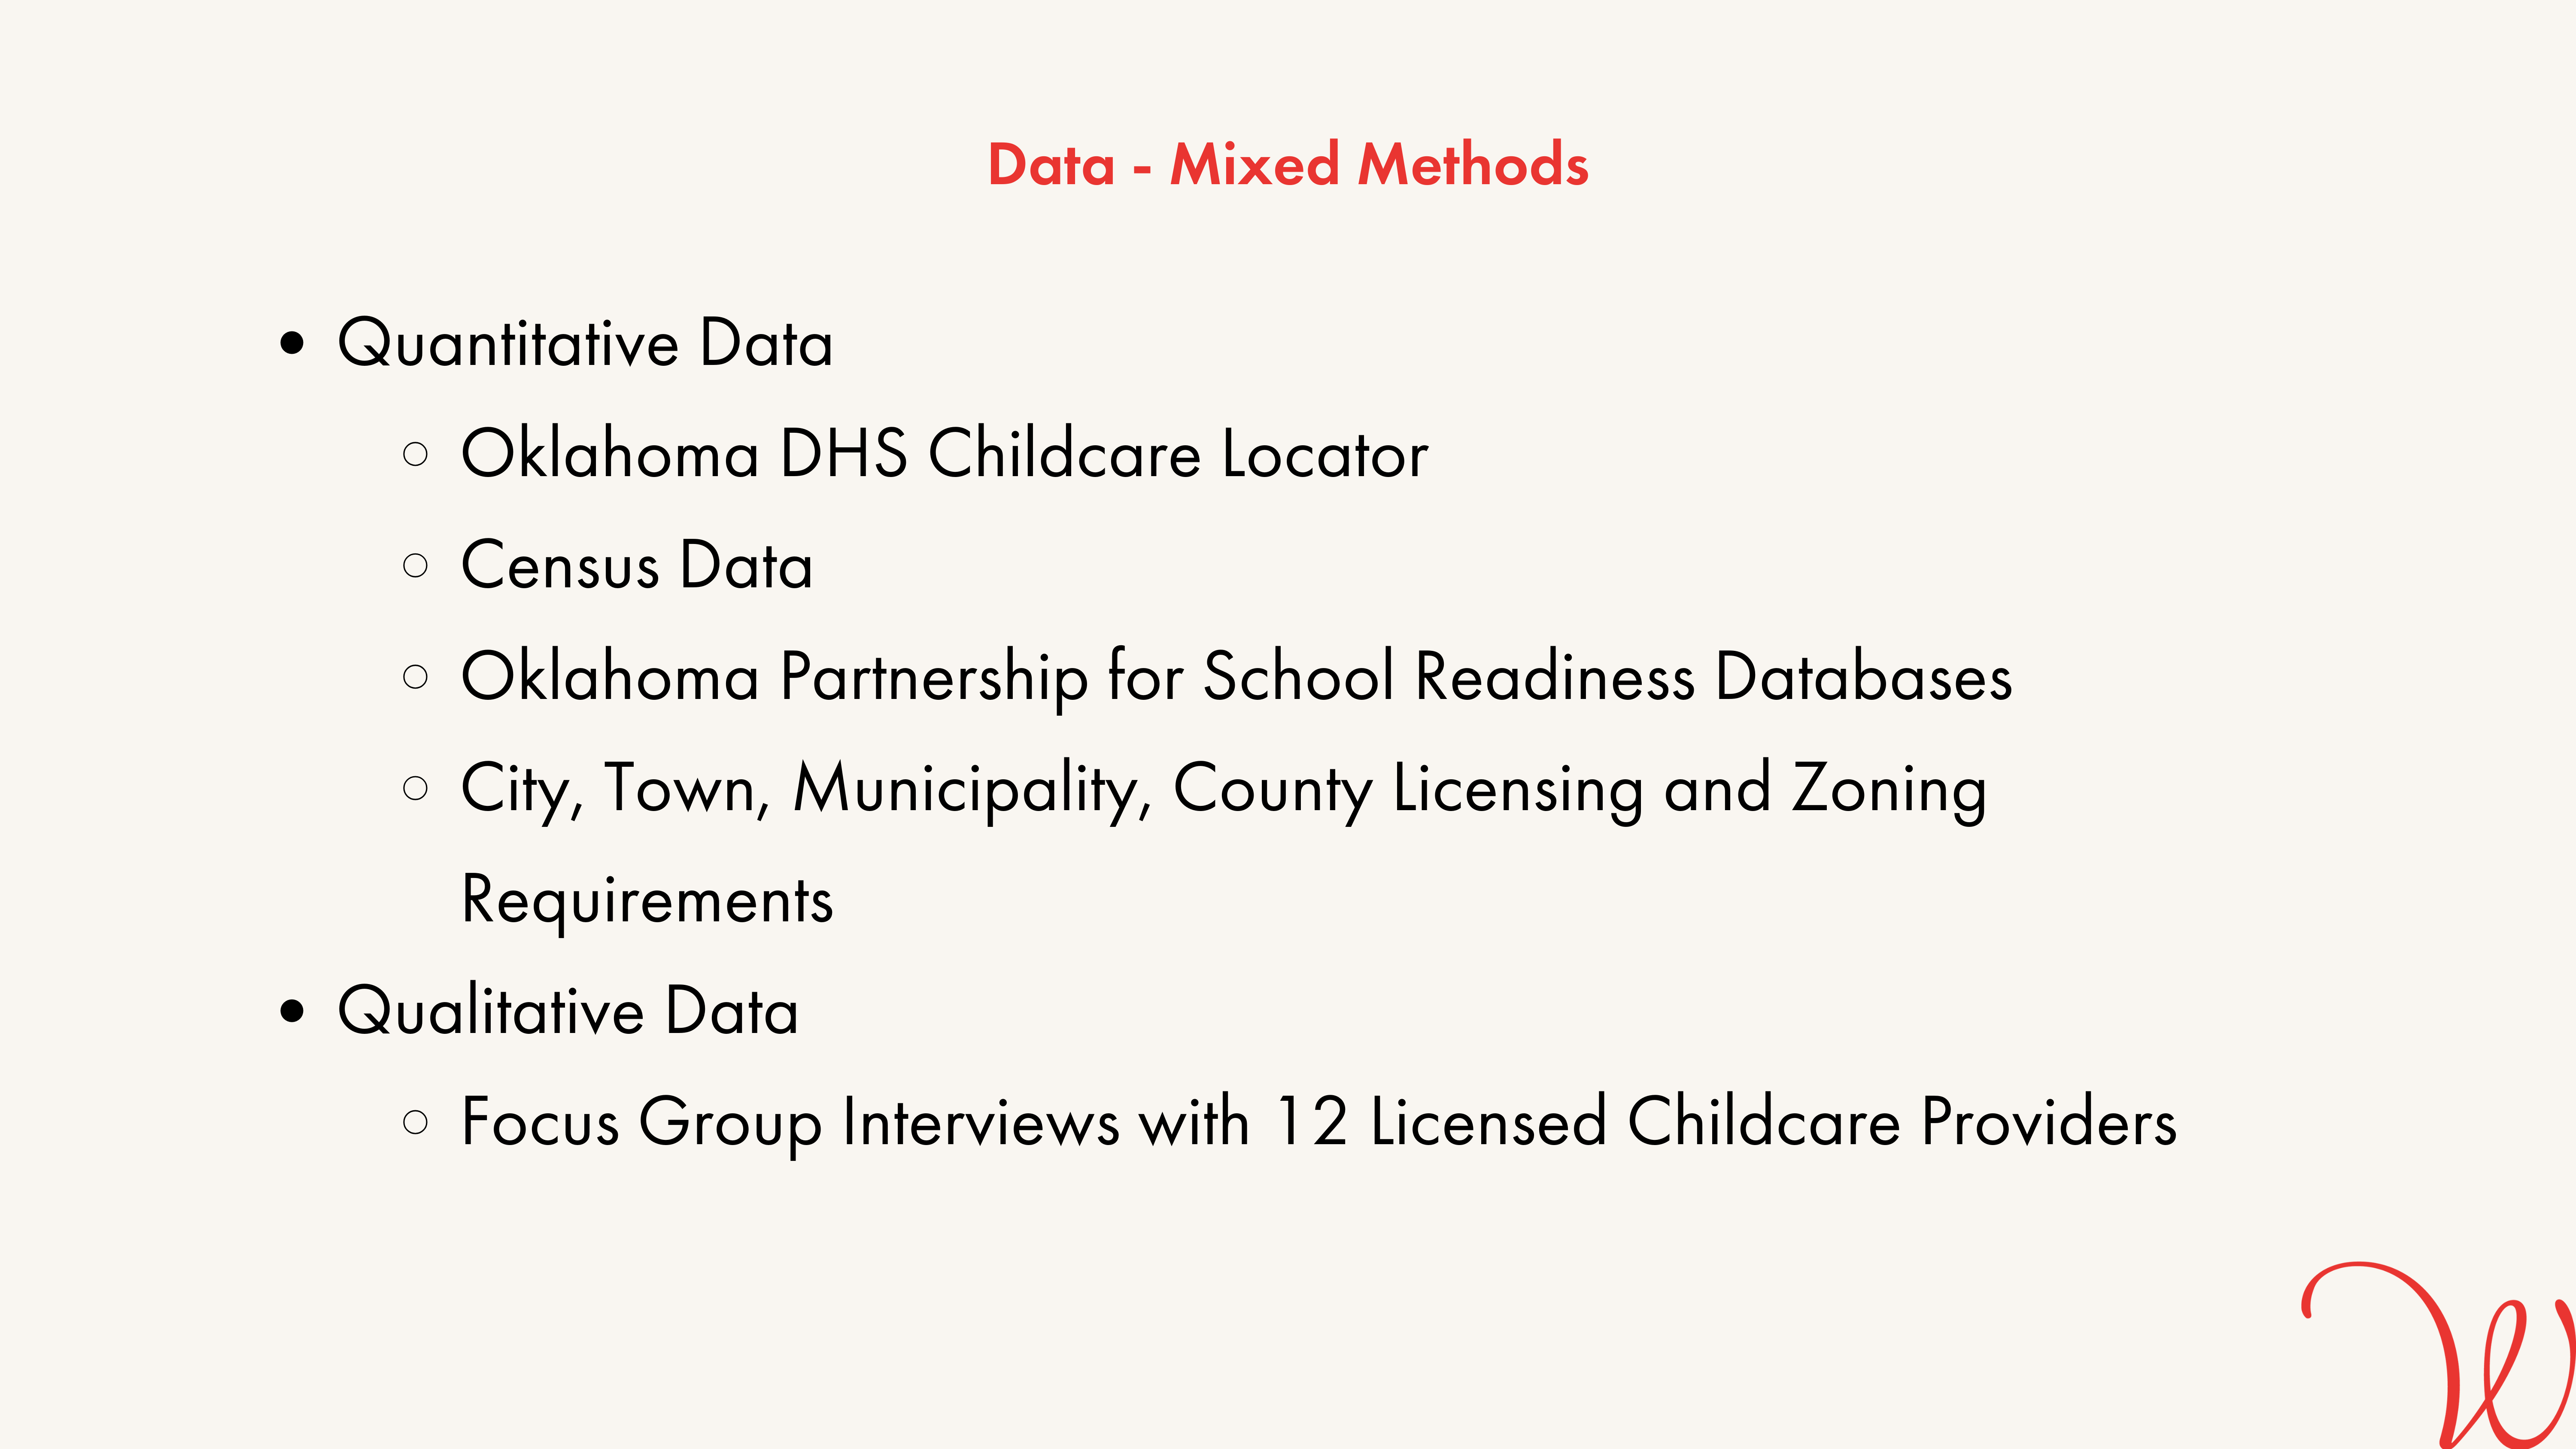 Data - Mixed Methods
• Quantitative Data
○ Oklahoma DHS Childcare Locator
○ Census Data
○ Oklahoma Partnership for School Readiness Databases
○ City, Town, Municipality, County Licensing and Zoning
Requirements
• Qualitative Data
○ Focus Group Interviews with 12 Licensed Childcare Providers
W